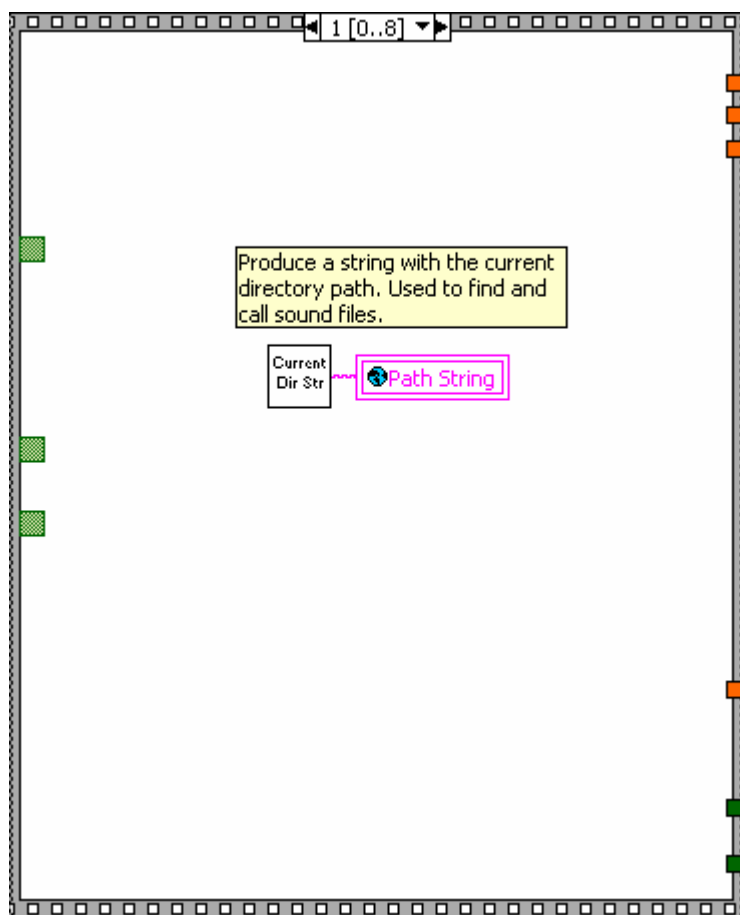 1 [0..8]
Produce a string with the current
directory path. Used to find and
call sound files.
Current
Dir Str
Path String